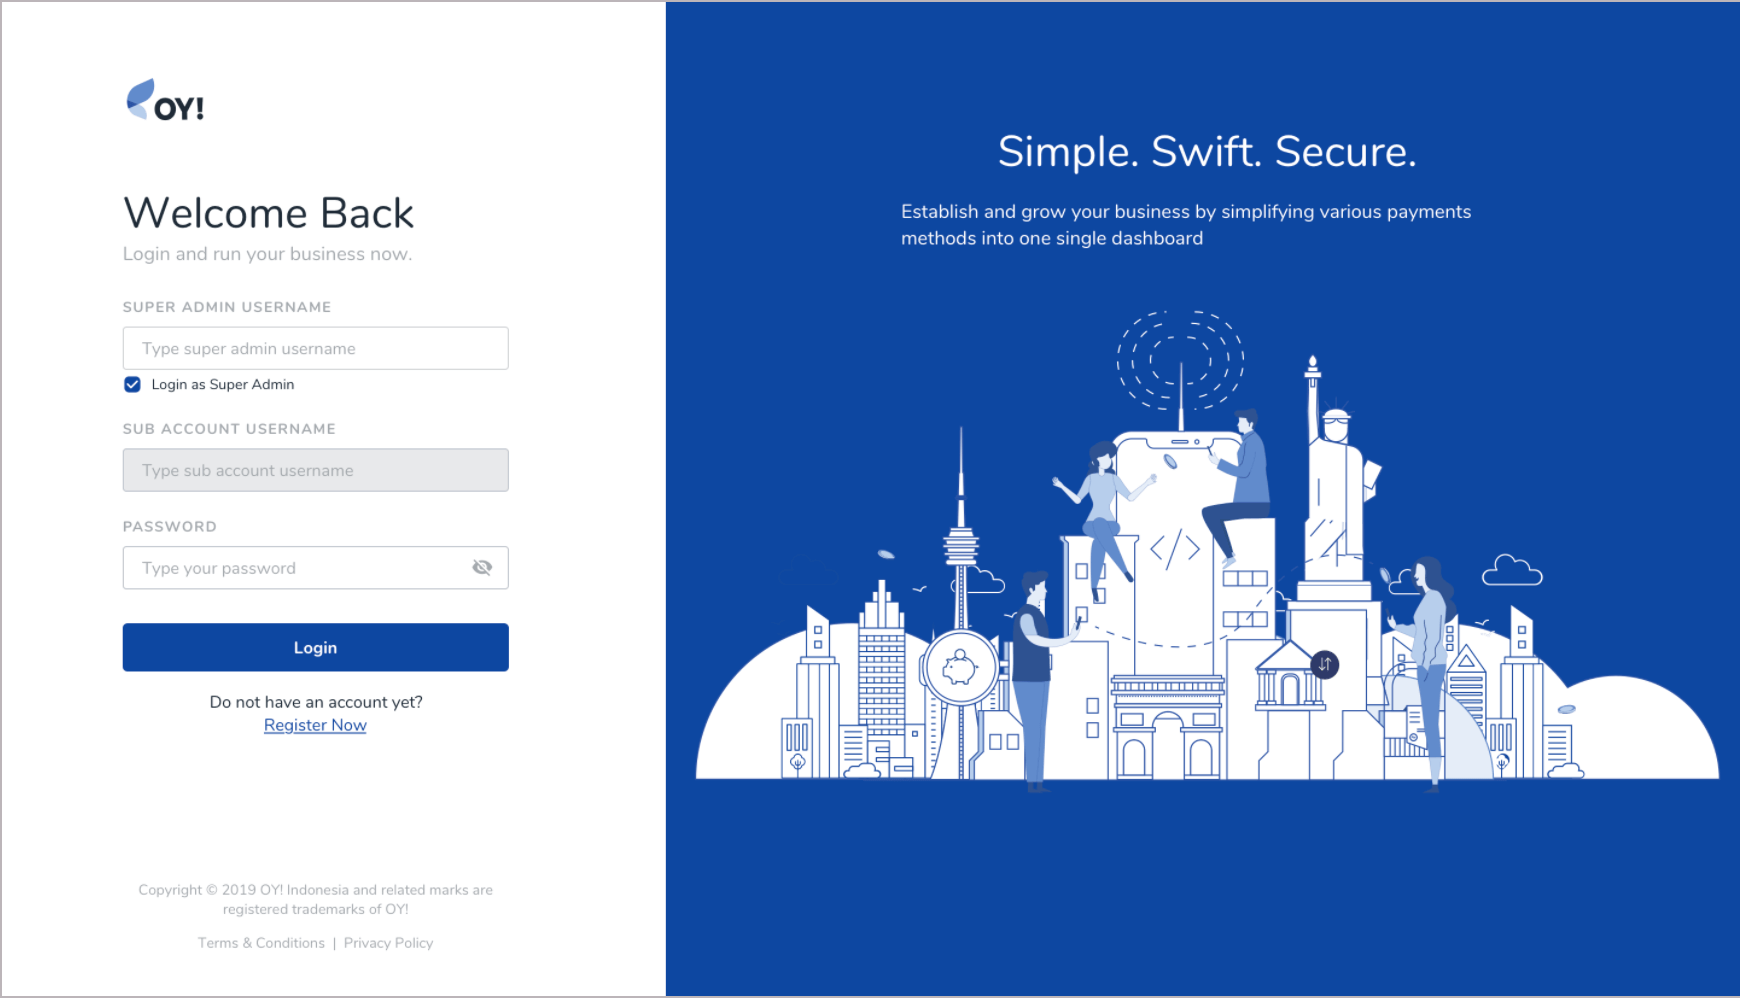 OY!
Welcome Back
Login and run your business now.
SUPER ADMIN USERNAME
Type super admin username
Login as Super Admin
SUB ACCOUNT USERNAME
Type sub account username
PASSWORD
Type your password
Login
Do not have an account yet?
Register Now
Copyright © 2019 OY! Indonesia and related marks are
registered trademarks of OY!
Terms & Conditions | Privacy Policy
Simple. Swift. Secure.
Establish and grow your business by simplifying various payments
methods into one single dashboard